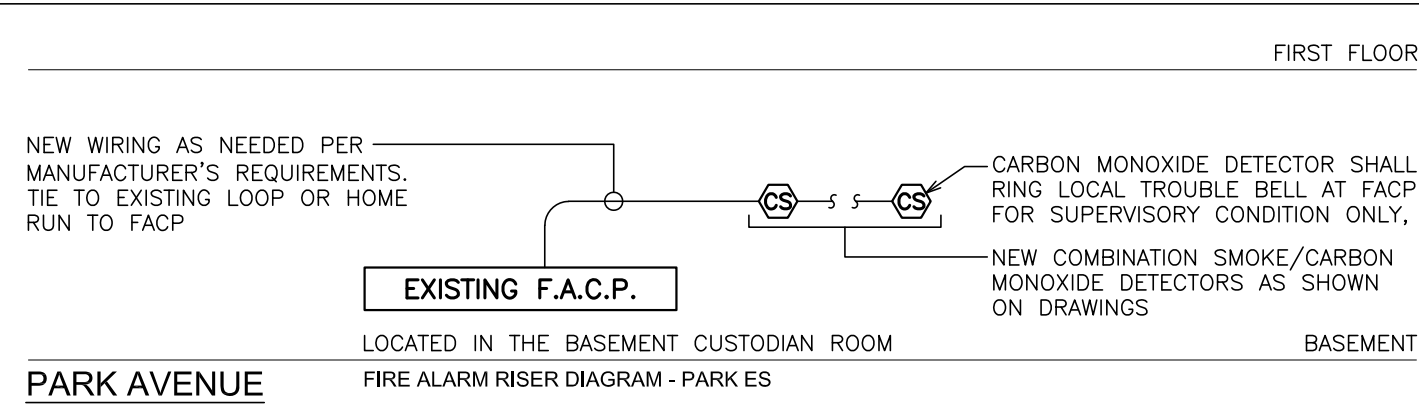 FIRST FLOOR
NEW WIRING AS NEEDED PER
MANUFACTURER'S REQUIREMENTS.
TIE TO EXISTING LOOP OR HOME
RUN TO FACP
CS
CS
CARBON MONOXIDE DETECTOR SHALL
RING LOCAL TROUBLE BELL AT FACP
FOR SUPERVISORY CONDITION ONLY,
NEW COMBINATION SMOKE/CARBON
MONOXIDE DETECTORS AS SHOWN
ON DRAWINGS
EXISTING F.A.C.P.
LOCATED IN THE BASEMENT CUSTODIAN ROOM
BASEMENT
PARK AVENUE
FIRE ALARM RISER DIAGRAM - PARK ES